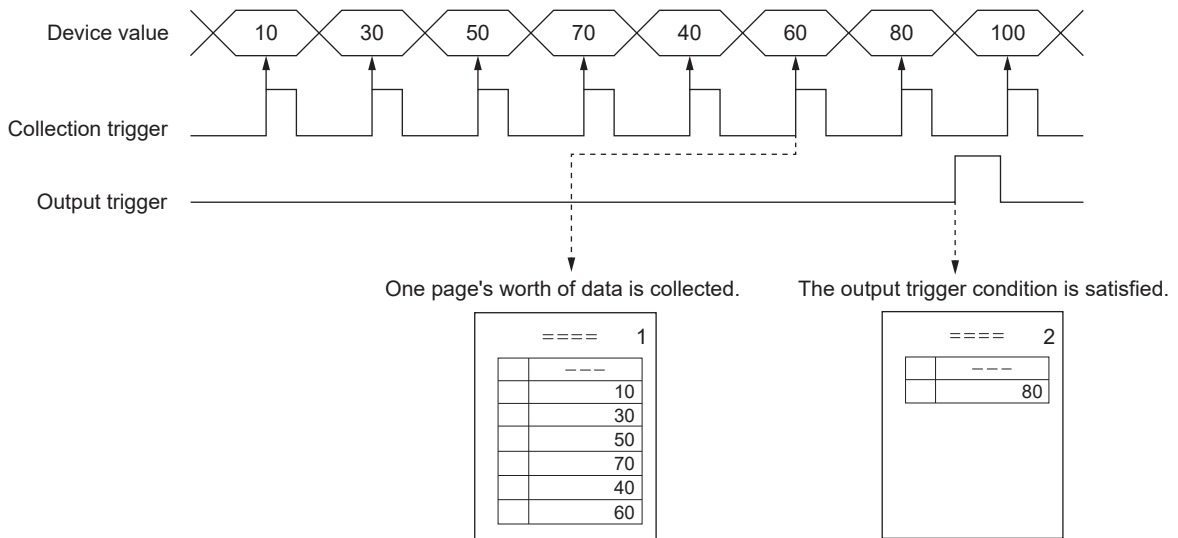 Device value 10 30 50 70 40 60 80 100
Collection trigger
Output trigger
One page's worth of data is collected.
The output trigger condition is satisfied.
==== 1
–––
10
30
50
70
40
60
==== 2
–––
80